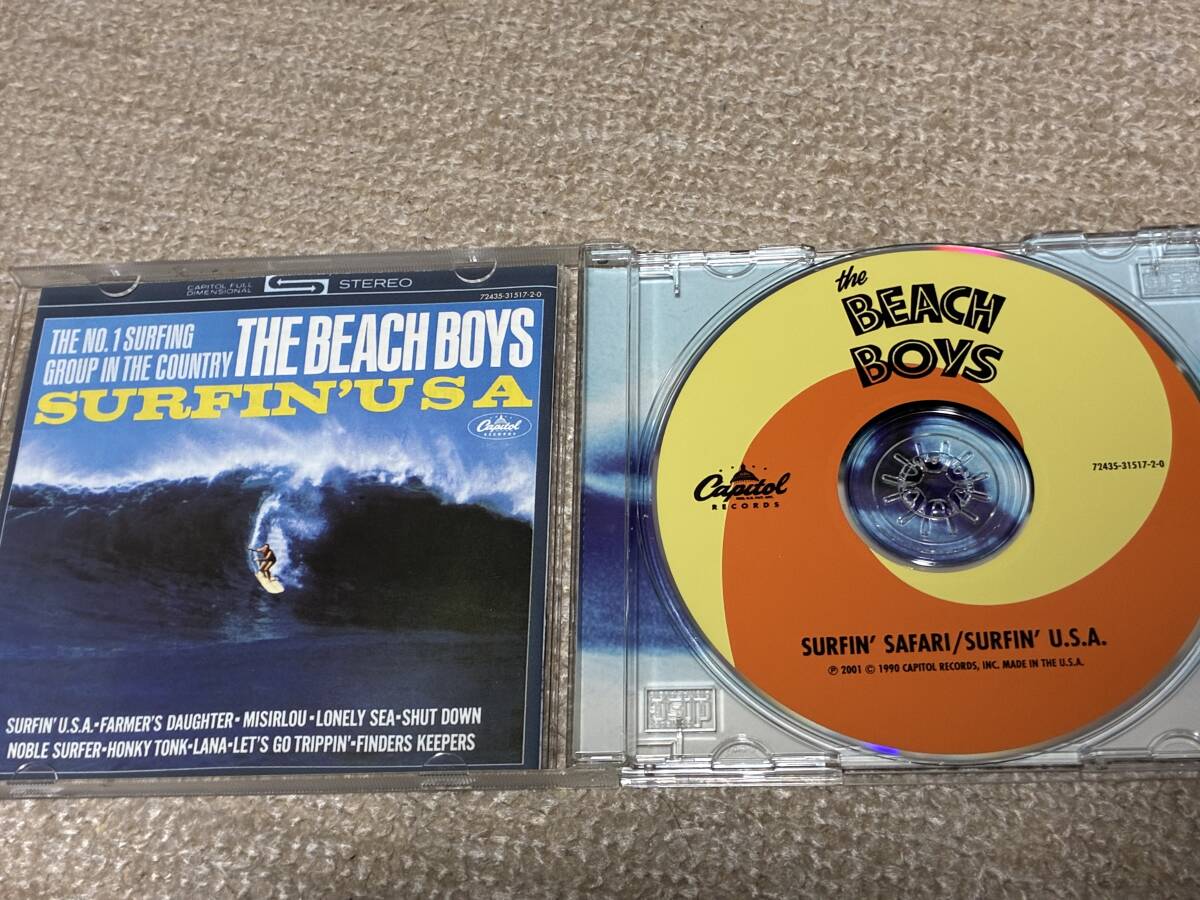 CAPITOL FULL
DIMENSIONAL
STEREO
72435-31517-2-0
THE NO. 1 SURFING
GROUP IN THE COUNTRY
THE BEACH BOYS
SURFIN' U S A
Capitol
RECORDS
SURFIN' U.S.A.•FARMER'S DAUGHTER•MISIRLOU•LONELY SEA•SHUT DOWN
NOBLE SURFER•HONKY TONK•LANA•LET'S GO TRIPPIN'•FINDERS KEEPERS
the
BEACH
BOYS
Capitol
RECORDS
72435-31517-2-0
SURFIN' SAFARI/SURFIN' U.S.A.
℗ 2001 © 1990 CAPITOL RECORDS, INC. MADE IN THE U.S.A.